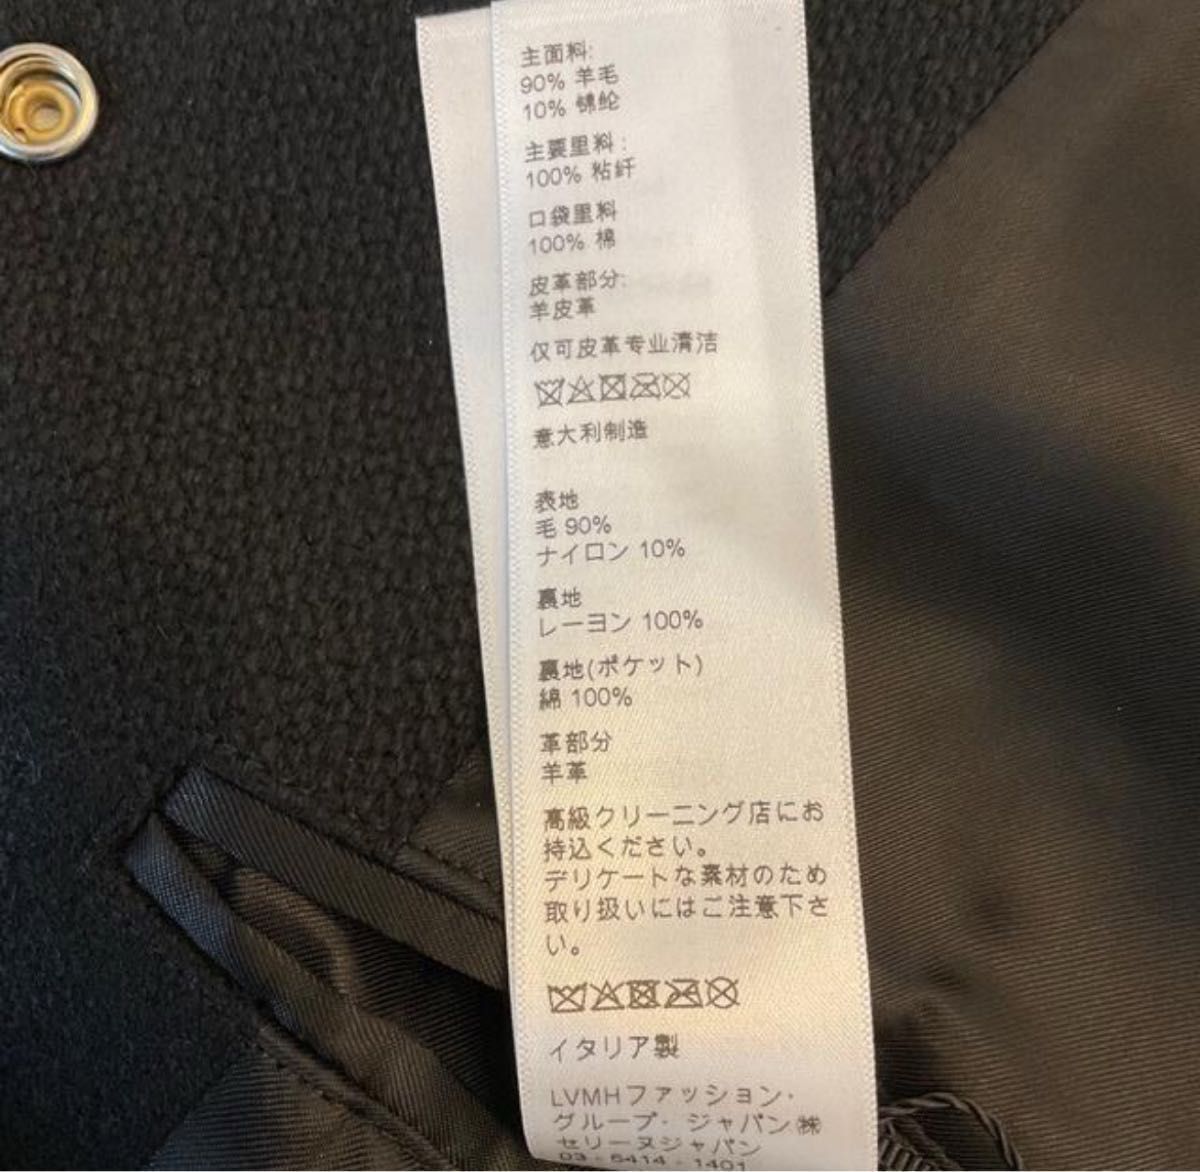 主面料:
90% 羊毛
10% 锦纶
主要里料:
100% 粘纤
口袋里料
100% 棉
皮革部分:
羊皮革
仅可皮革专业清洁
意大利制造
表地
毛 90%
ナイロン 10%
裏地
レーヨン 100%
裏地(ポケット)
綿 100%
革部分
羊革
高級クリーニング店にお
持込ください。
デリケートな素材のため
取り扱いにはご注意下さ
い。
イタリア製
LVMHファッション・
グループ・ジャパン㈱
セリーヌジャパン
03-6414-1401